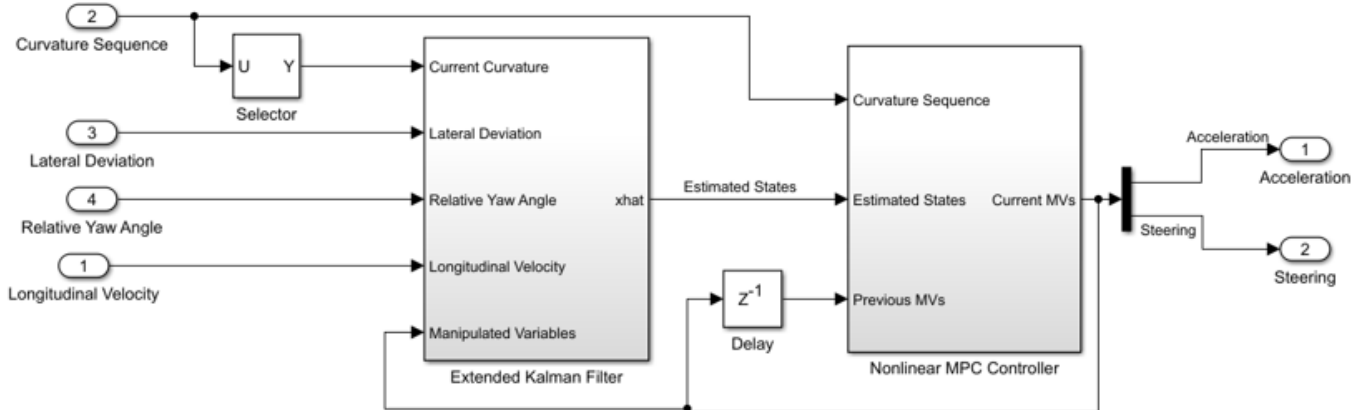 2
Curvature Sequence
U Y
Selector
3
Lateral Deviation
4
Relative Yaw Angle
1
Longitudinal Velocity
Current Curvature
Lateral Deviation
Relative Yaw Angle
xhat
Longitudinal Velocity
Manipulated Variables
Extended Kalman Filter
Estimated States
Z-1
Delay
Curvature Sequence
Estimated States
Current MVs
Previous MVs
Nonlinear MPC Controller
Acceleration
Steering
1
Acceleration
2
Steering